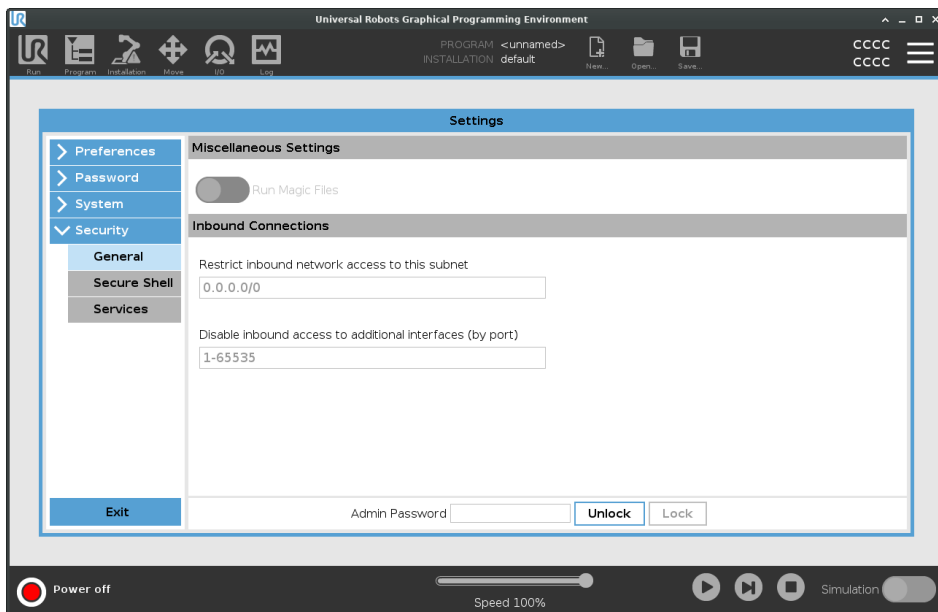 UR
Universal Robots Graphical Programming Environment
UR
Run
Program
Installation
Move
I/O
Log
PROGRAM <unnamed>
INSTALLATION default
New...
Open...
Save...
CCCC
CCCC
Settings
Preferences
Password
System
Security
General
Secure Shell
Services
Exit
Miscellaneous Settings
Run Magic Files
Inbound Connections
Restrict inbound network access to this subnet
0.0.0.0/0
Disable inbound access to additional interfaces (by port)
1-65535
Admin Password
Unlock
Lock
Power off
Speed 100%
Simulation